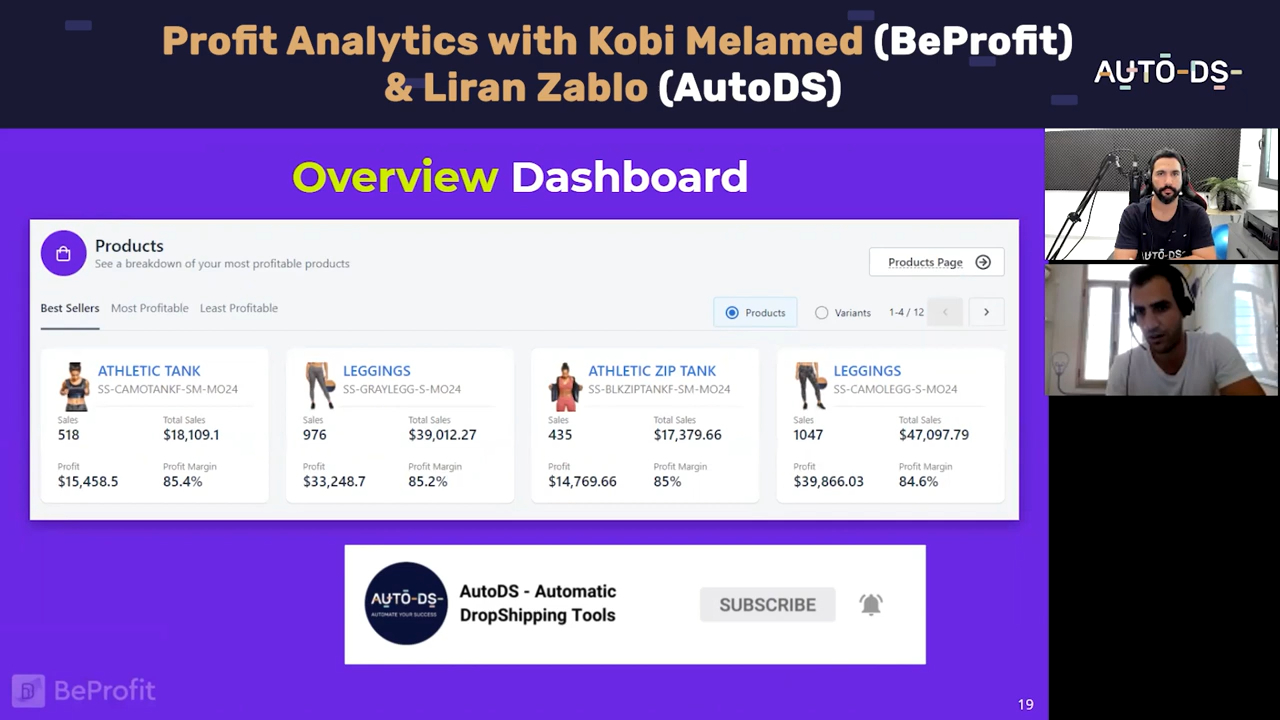 Profit Analytics with Kobi Melamed (BeProfit)
& Liran Zablo (AutoDS)
AUTO-DS-
Overview Dashboard
Products
See a breakdown of your most profitable products
Products Page
Best Sellers Most Profitable Least Profitable
Products Variants 1-4 / 12
ATHLETIC TANK
SS-CAMOTANKF-SM-MO24
Sales Total Sales
518 $18,109.1
Profit Profit Margin
$15,458.5 85.4%
LEGGINGS
SS-GRAYLEGG-S-MO24
Sales Total Sales
976 $39,012.27
Profit Profit Margin
$33,248.7 85.2%
ATHLETIC ZIP TANK
SS-BLKZIPTANKF-SM-MO24
Sales Total Sales
435 $17,379.66
Profit Profit Margin
$14,769.66 85%
LEGGINGS
SS-CAMOLEGG-S-MO24
Sales Total Sales
1047 $47,097.79
Profit Profit Margin
$39,866.03 84.6%
AUTO-DS-
AUTO-DS-
AUTOMATE YOUR SUCCESS
AutoDS - Automatic
DropShipping Tools
SUBSCRIBE
BeProfit
19